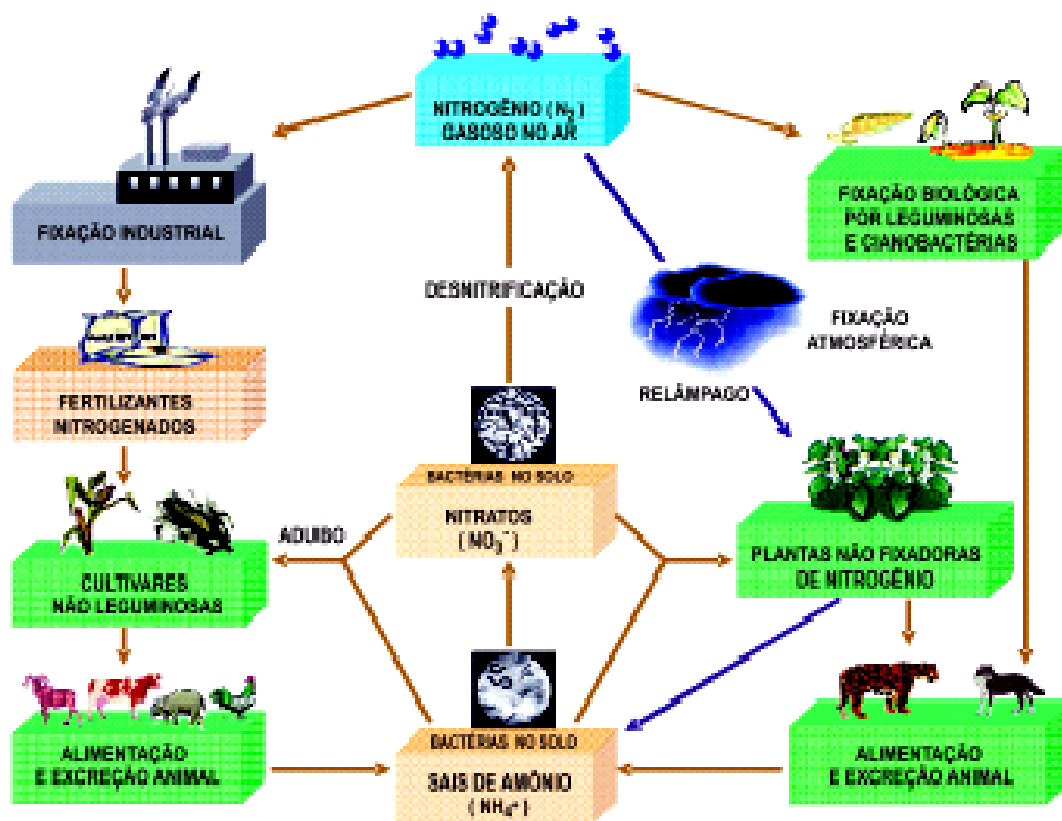 NITROGÊNIO (N₂)
GASOSO NO AR
FIXAÇÃO INDUSTRIAL
FIXAÇÃO BIOLÓGICA
POR LEGUMINOSAS
E CIANOBACTÉRIAS
DESNITRIFICAÇÃO
FIXAÇÃO
ATMOSFÉRICA
RELÂMPAGO
FERTILIZANTES
NITROGENADOS
BACTÉRIAS NO SOLO
NITRATOS
(NO₃⁻)
ADUBO
CULTIVARES
NÃO LEGUMINOSAS
PLANTAS NÃO FIXADORAS
DE NITROGÊNIO
BACTÉRIAS NO SOLO
SAIS DE AMÔNIO
(NH₄⁺)
ALIMENTAÇÃO
E EXCREÇÃO ANIMAL
ALIMENTAÇÃO
E EXCREÇÃO ANIMAL